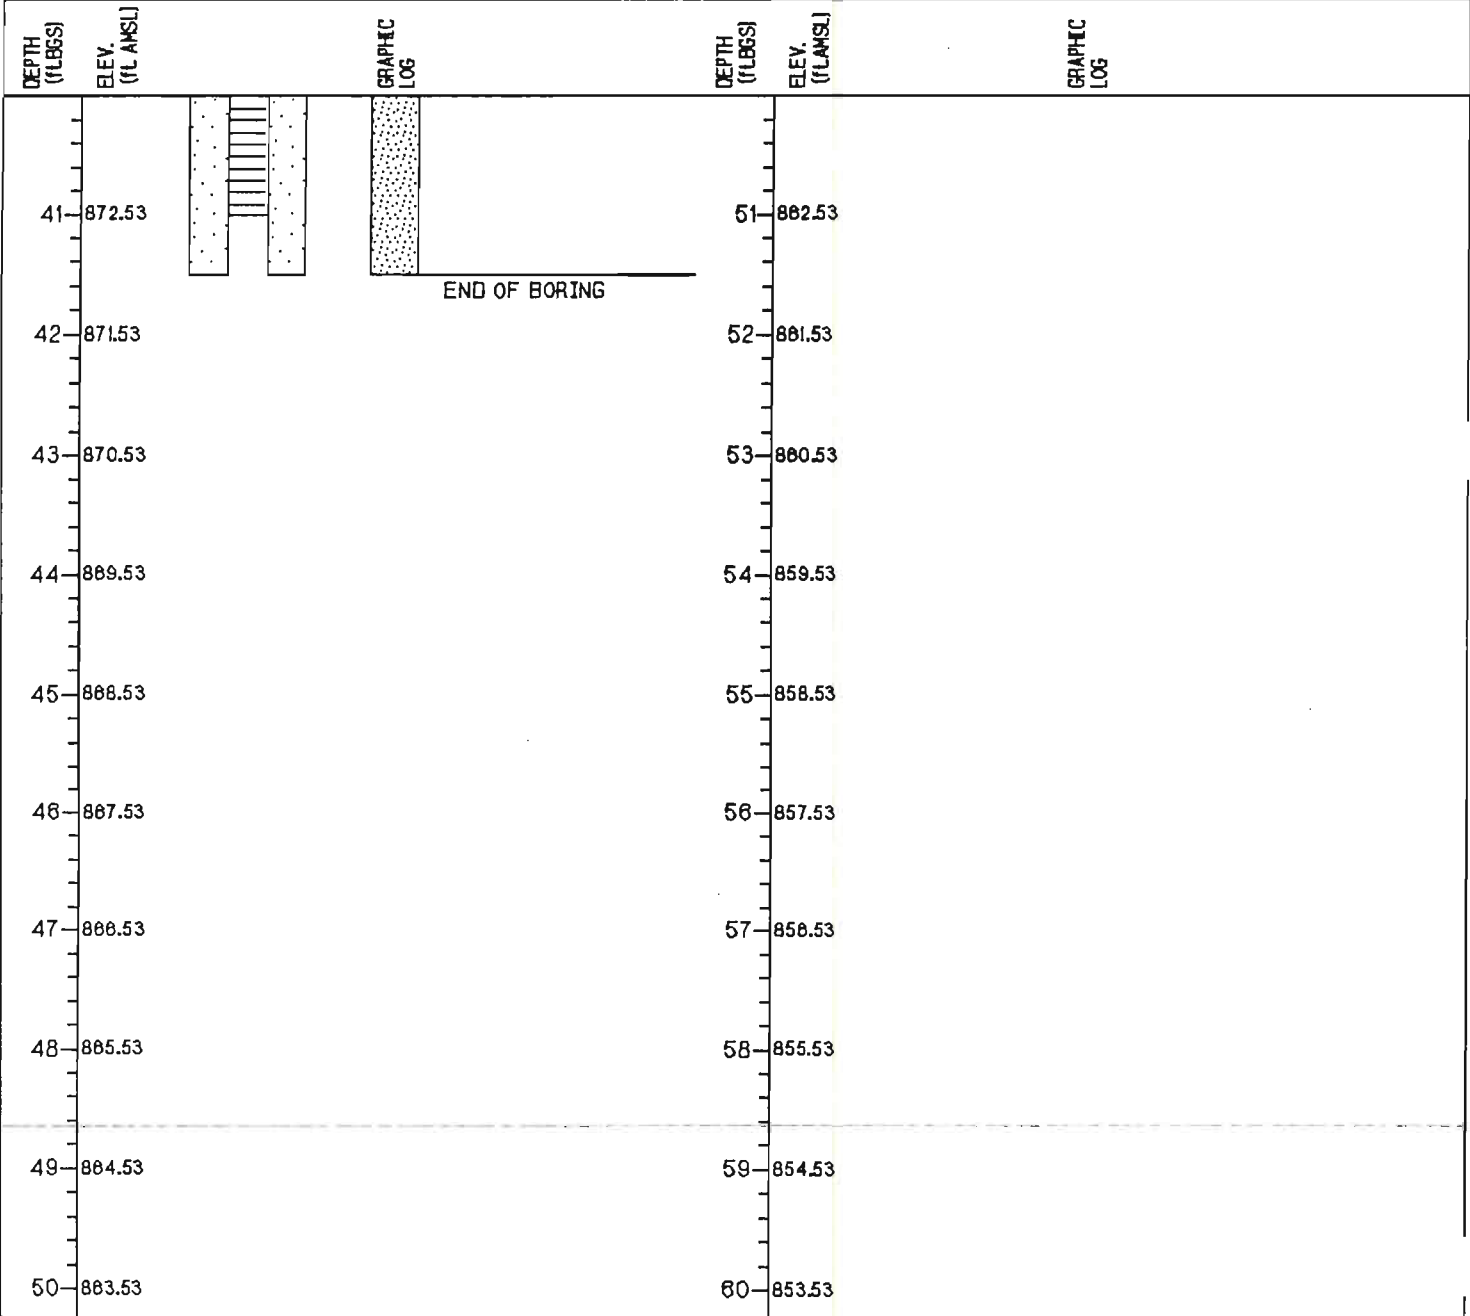 DEPTH (ft.BGS)
ELEV. (ft. AMSL)
GRAPHIC LOG
DEPTH (ft.BGS)
ELEV. (ft.AMSL)
GRAPHIC LOG
41 872.53
END OF BORING
42 871.53
43 870.53
44 869.53
45 868.53
46 867.53
47 866.53
48 865.53
49 864.53
50 863.53
51 862.53
52 861.53
53 860.53
54 859.53
55 858.53
56 857.53
57 856.53
58 855.53
59 854.53
60 853.53